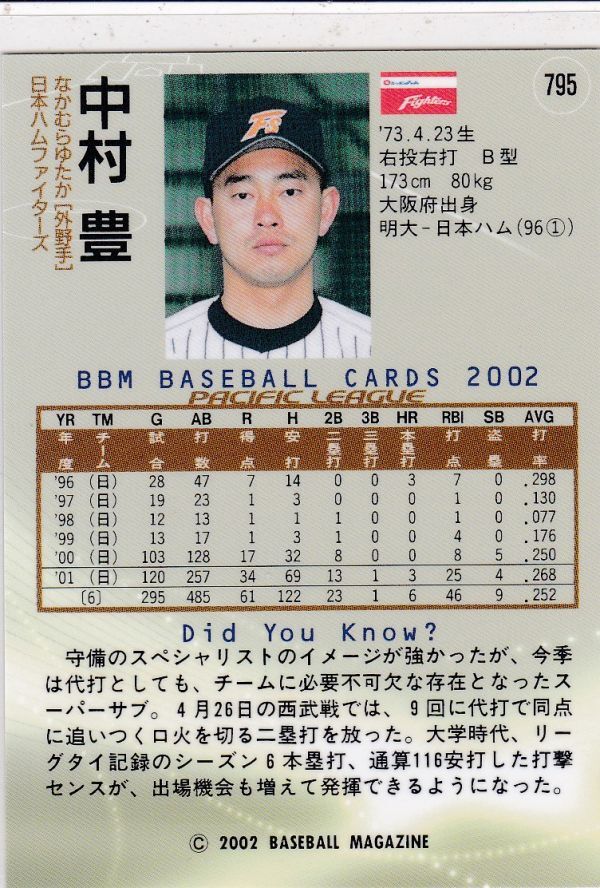 795
中村 豊
なかむらゆたか［外野手］
日本ハムファイターズ
Fighters
'73.4.23生
右投右打 B型
173cm 80kg
大阪府出身
明大－日本ハム(96①)
BBM BASEBALL CARDS 2002
PACIFIC LEAGUE
YR TM G AB R H 2B 3B HR RBI SB AVG
年度 チーム 試合 打数 得点 安打 二塁打 三塁打 本塁打 打点 盗塁 打率
'96 (日) 28 47 7 14 0 0 3 7 0 .298
'97 (日) 19 23 1 3 1 0 0 1 0 .130
'98 (日) 12 13 1 1 1 0 0 1 0 .077
'99 (日) 13 17 1 3 0 0 0 4 0 .176
'00 (日) 103 128 17 32 8 0 0 8 5 .250
'01 (日) 120 257 34 69 13 1 3 25 4 .268
〔6〕 295 485 61 122 23 1 6 46 9 .252
Did You Know?
守備のスペシャリストのイメージが強かったが、今季
は代打としても、チームに必要不可欠な存在となったス
ーパーサブ。4月26日の西武戦では、9回に代打で同点
に追いつく口火を切る二塁打を放った。大学時代、リー
グタイ記録のシーズン6本塁打、通算116安打した打撃
センスが、出場機会も増えて発揮できるようになった。
© 2002 BASEBALL MAGAZINE